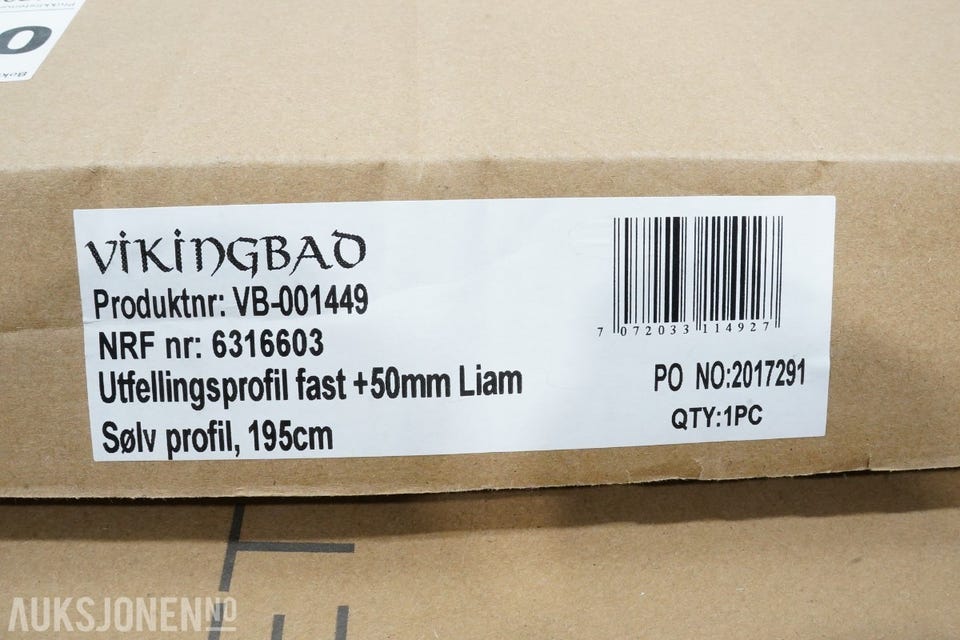 VIKINGBAD
Produktnr: VB-001449
NRF nr: 6316603
Utfellingsprofil fast +50mm Liam
Sølv profil, 195cm
7 072033 114927
PO NO:2017291
QTY:1PC
AUKSJONEN.NO